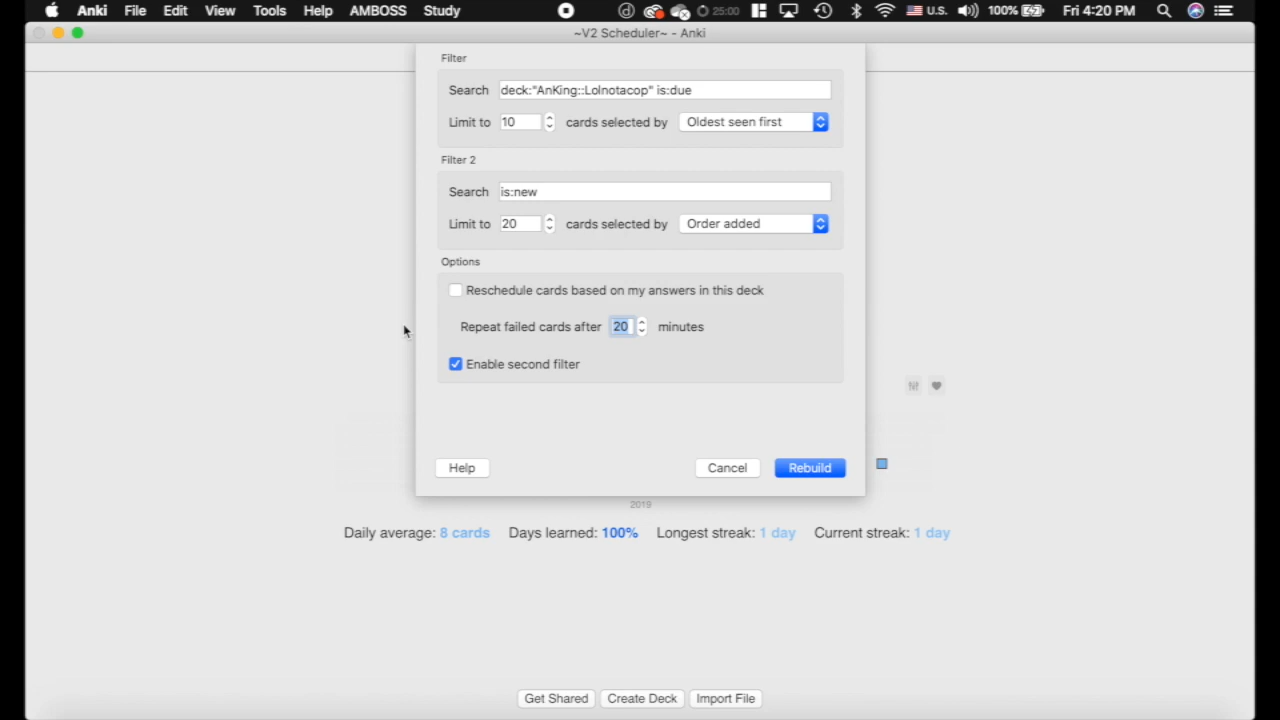 Anki File Edit View Tools Help AMBOSS Study 25:00 U.S. 100% Fri 4:20 PM
~V2 Scheduler~ - Anki
Filter
Search deck:"AnKing::Lolnotacop" is:due
Limit to 10 cards selected by Oldest seen first
Filter 2
Search is:new
Limit to 20 cards selected by Order added
Options
Reschedule cards based on my answers in this deck
Repeat failed cards after 20 minutes
Enable second filter
Help Cancel Rebuild
2019
Daily average: 8 cards Days learned: 100% Longest streak: 1 day Current streak: 1 day
Get Shared Create Deck Import File